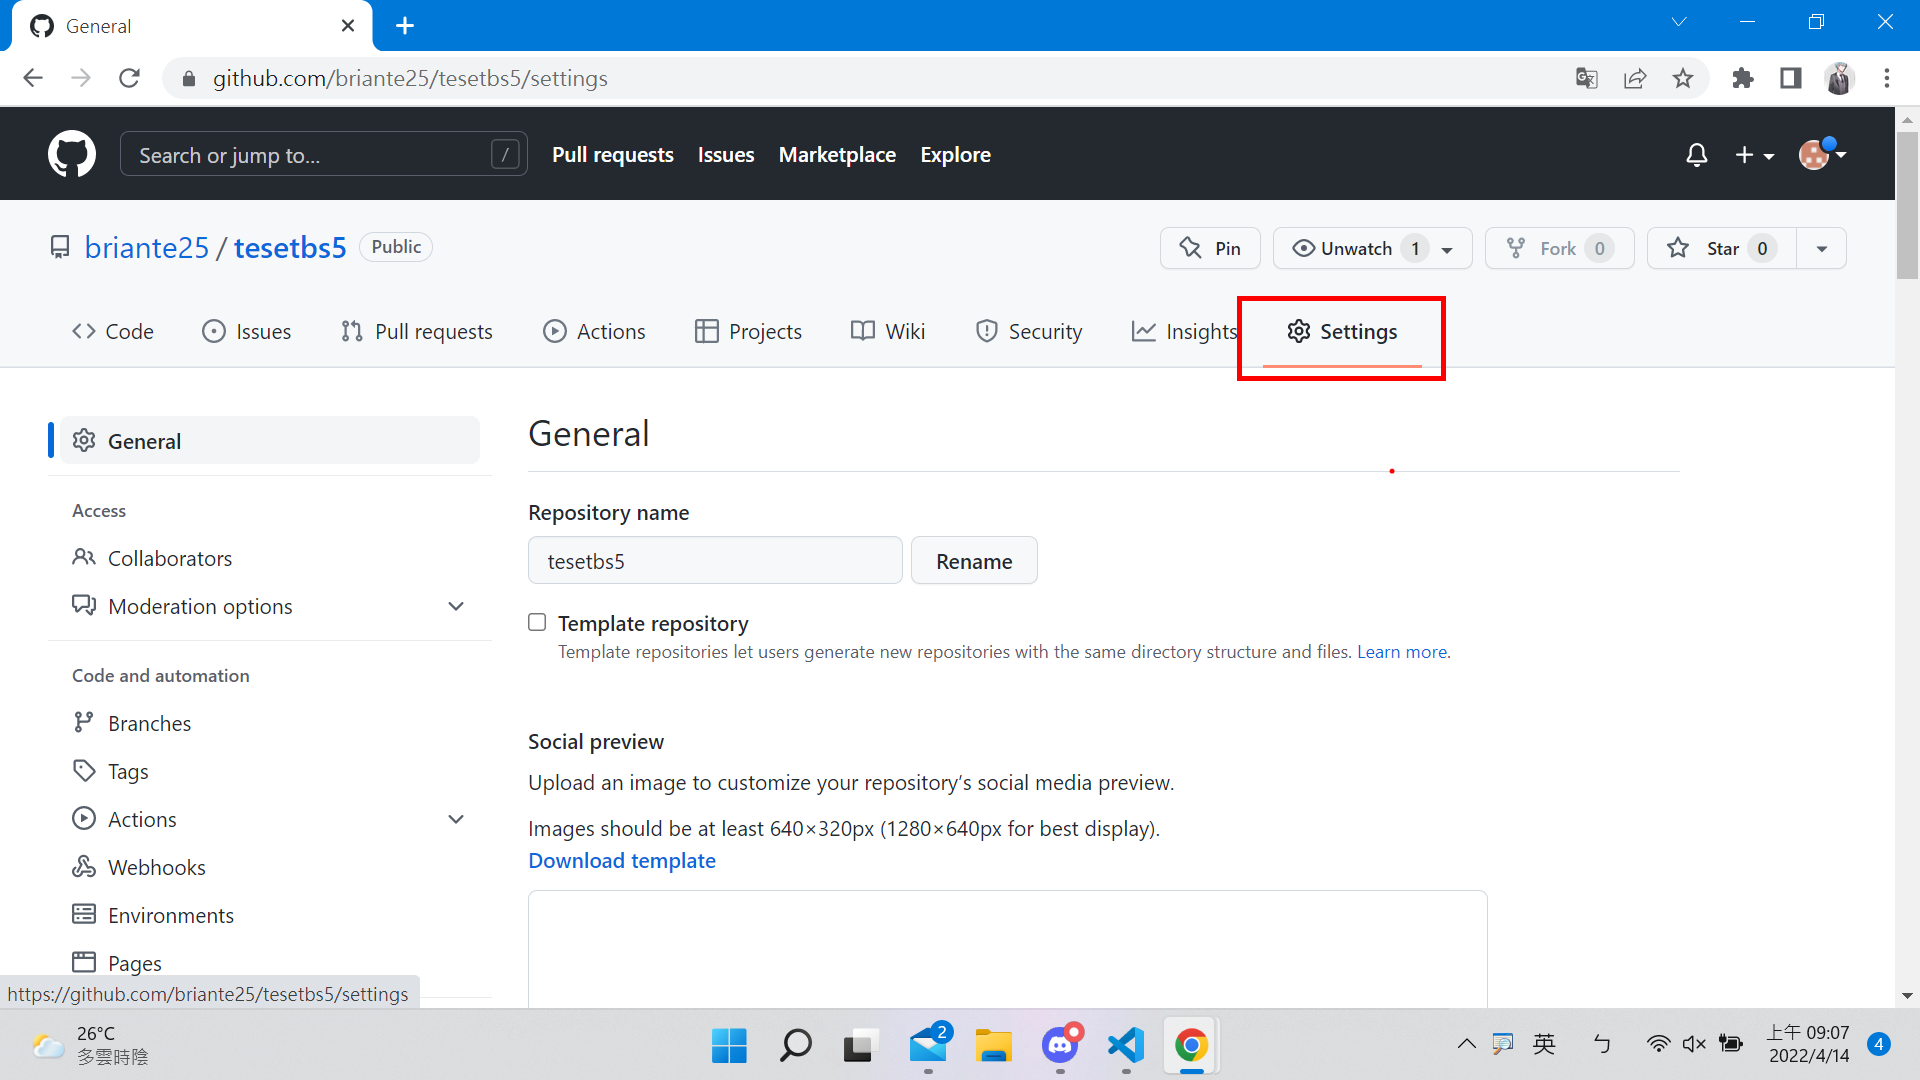 General
github.com/briante25/tesetbs5/settings
Search or jump to... /
Pull requests
Issues
Marketplace
Explore
briante25 / tesetbs5 Public
Pin
Unwatch 1
Fork 0
Star 0
Code
Issues
Pull requests
Actions
Projects
Wiki
Security
Insights
Settings
General
Access
Collaborators
Moderation options
Code and automation
Branches
Tags
Actions
Webhooks
Environments
Pages
General
Repository name
tesetbs5
Rename
Template repository
Template repositories let users generate new repositories with the same directory structure and files. Learn more.
Social preview
Upload an image to customize your repository’s social media preview.
Images should be at least 640×320px (1280×640px for best display).
Download template
https://github.com/briante25/tesetbs5/settings
26°C
多雲時陰
2
英
ㄅ
上午 09:07
2022/4/14
4